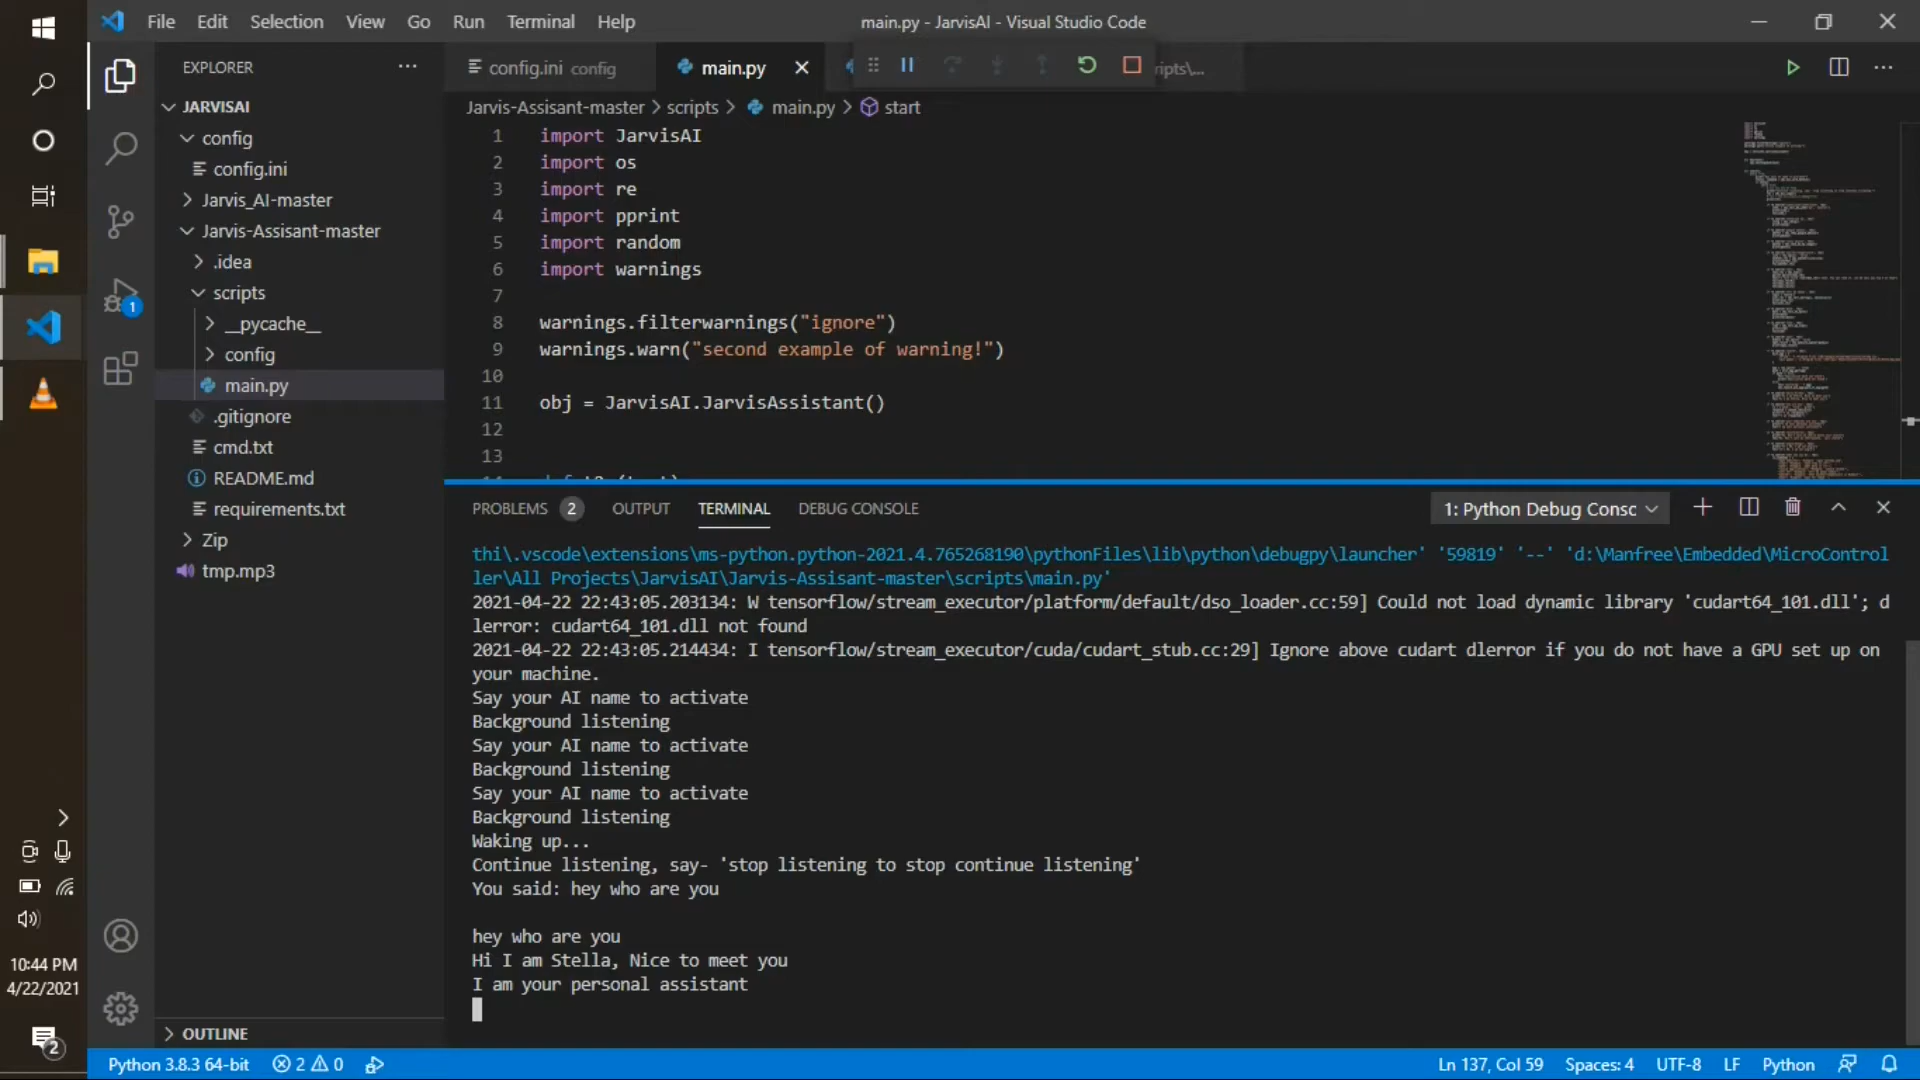 File Edit Selection View Go Run Terminal Help
main.py - JarvisAI - Visual Studio Code
EXPLORER
JARVISAI
config
config.ini
Jarvis_AI-master
Jarvis-Assisant-master
.idea
scripts
__pycache__
config
main.py
.gitignore
cmd.txt
README.md
requirements.txt
Zip
tmp.mp3
OUTLINE
config.ini config
main.py
ripts\...
Jarvis-Assisant-master > scripts > main.py > start
1 import JarvisAI
2 import os
3 import re
4 import pprint
5 import random
6 import warnings
7
8 warnings.filterwarnings("ignore")
9 warnings.warn("second example of warning!")
10
11 obj = JarvisAI.JarvisAssistant()
12
13
PROBLEMS 2 OUTPUT TERMINAL DEBUG CONSOLE
1: Python Debug Consc
thi\.vscode\extensions\ms-python.python-2021.4.765268190\pythonFiles\lib\python\debugpy\launcher' '59819' '--' 'd:\Manfree\Embedded\MicroControl
ler\All Projects\JarvisAI\Jarvis-Assisant-master\scripts\main.py'
2021-04-22 22:43:05.203134: W tensorflow/stream_executor/platform/default/dso_loader.cc:59] Could not load dynamic library 'cudart64_101.dll'; d
lerror: cudart64_101.dll not found
2021-04-22 22:43:05.214434: I tensorflow/stream_executor/cuda/cudart_stub.cc:29] Ignore above cudart dlerror if you do not have a GPU set up on
your machine.
Say your AI name to activate
Background listening
Say your AI name to activate
Background listening
Say your AI name to activate
Background listening
Waking up...
Continue listening, say- 'stop listening to stop continue listening'
You said: hey who are you
hey who are you
Hi I am Stella, Nice to meet you
I am your personal assistant
1
10:44 PM
4/22/2021
2
Python 3.8.3 64-bit 2 0
Ln 137, Col 59 Spaces: 4 UTF-8 LF Python